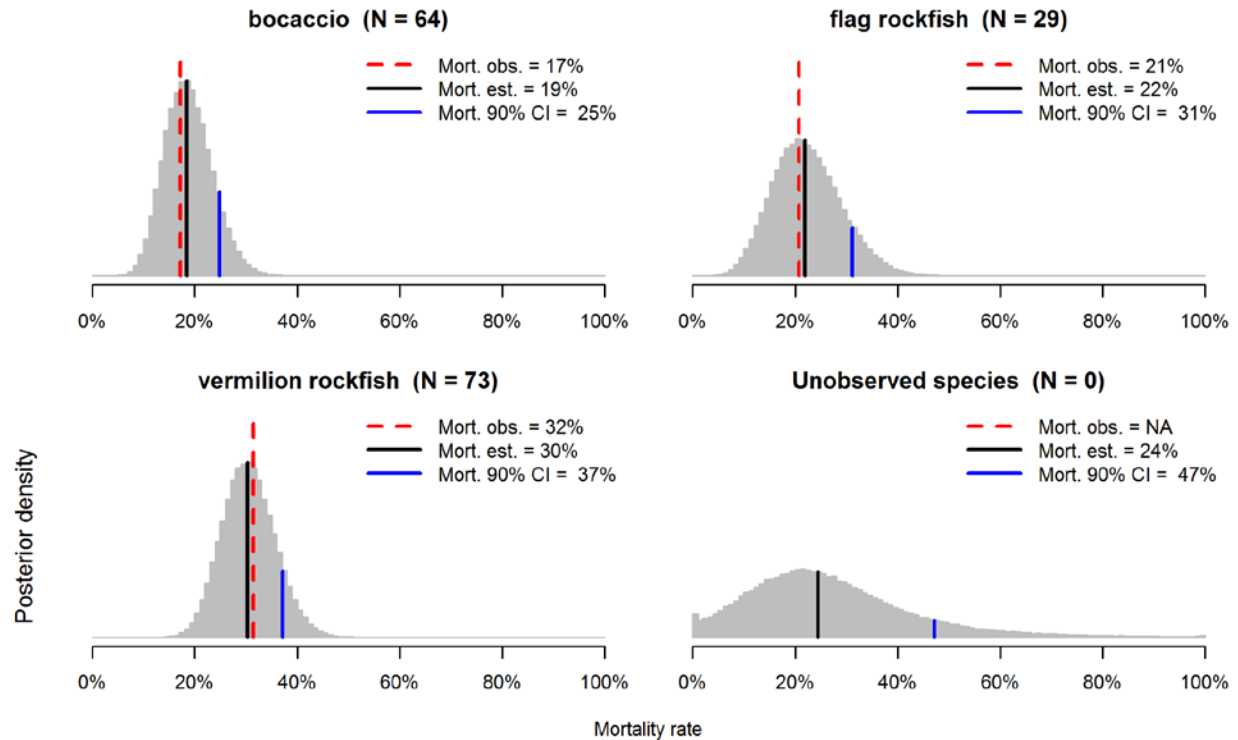 bocaccio (N = 64)
Mort. obs. = 17%
Mort. est. = 19%
Mort. 90% CI = 25%
0% 20% 40% 60% 80% 100%
flag rockfish (N = 29)
Mort. obs. = 21%
Mort. est. = 22%
Mort. 90% CI = 31%
0% 20% 40% 60% 80% 100%
vermilion rockfish (N = 73)
Mort. obs. = 32%
Mort. est. = 30%
Mort. 90% CI = 37%
0% 20% 40% 60% 80% 100%
Unobserved species (N = 0)
Mort. obs. = NA
Mort. est. = 24%
Mort. 90% CI = 47%
0% 20% 40% 60% 80% 100%
Posterior density
Mortality rate